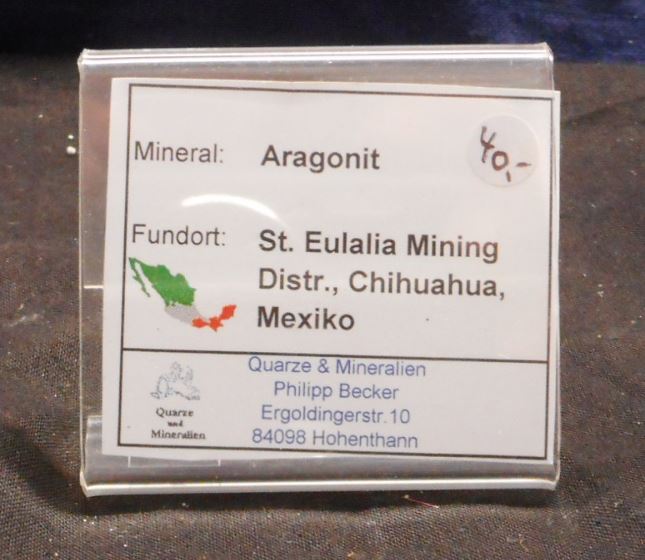 Mineral: Aragonit
40,-
Fundort: St. Eulalia Mining
Distr., Chihuahua,
Mexiko
Quarze
und
Mineralien
Quarze & Mineralien
Philipp Becker
Ergoldingerstr.10
84098 Hohenthann